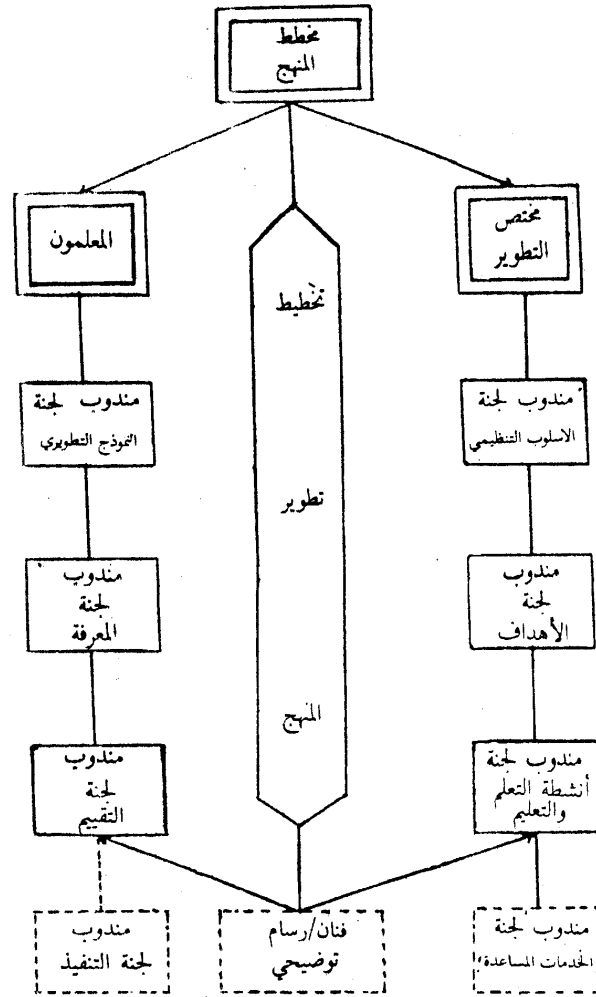 مخطط
المنهج
مختص
التطوير
المعلمون
تخطيط
تطوير
المنهج
مندوب لجنة
الاسلوب التنظيمي
مندوب لجنة
النموذج التطويري
مندوب
لجنة
الأهداف
مندوب
لجنة
المعرفة
مندوب لجنة
أنشطة التعلم
والتعليم
مندوب
لجنة
التقييم
مندوب لجنة
الخدمات المساعدة
فنان/رسام
توضيحي
مندوب
لجنة التنفيذ